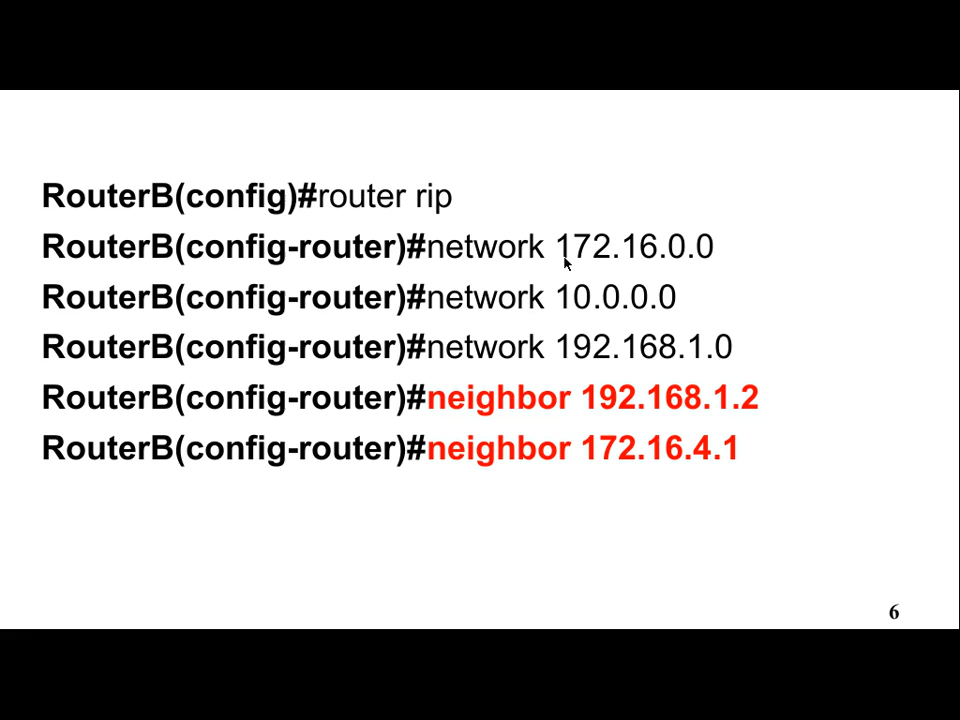 RouterB(config)#router rip
RouterB(config-router)#network 172.16.0.0
RouterB(config-router)#network 10.0.0.0
RouterB(config-router)#network 192.168.1.0
RouterB(config-router)#neighbor 192.168.1.2
RouterB(config-router)#neighbor 172.16.4.1
6